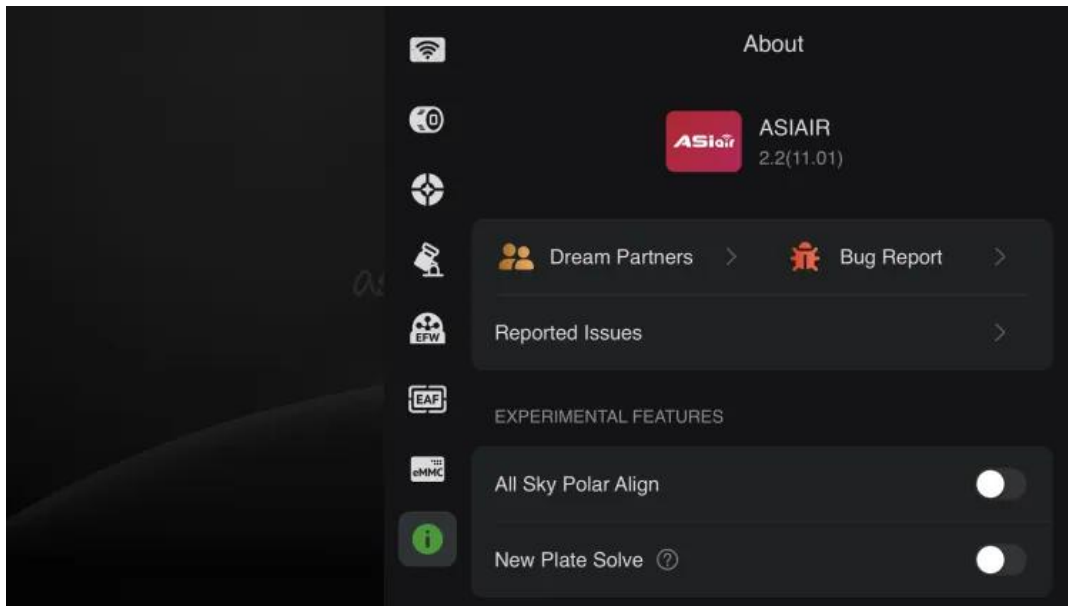 About
ASIair
ASIAIR
2.2(11.01)
Dream Partners
Bug Report
EFW
Reported Issues
EAF
EXPERIMENTAL FEATURES
eMMC
All Sky Polar Align
New Plate Solve